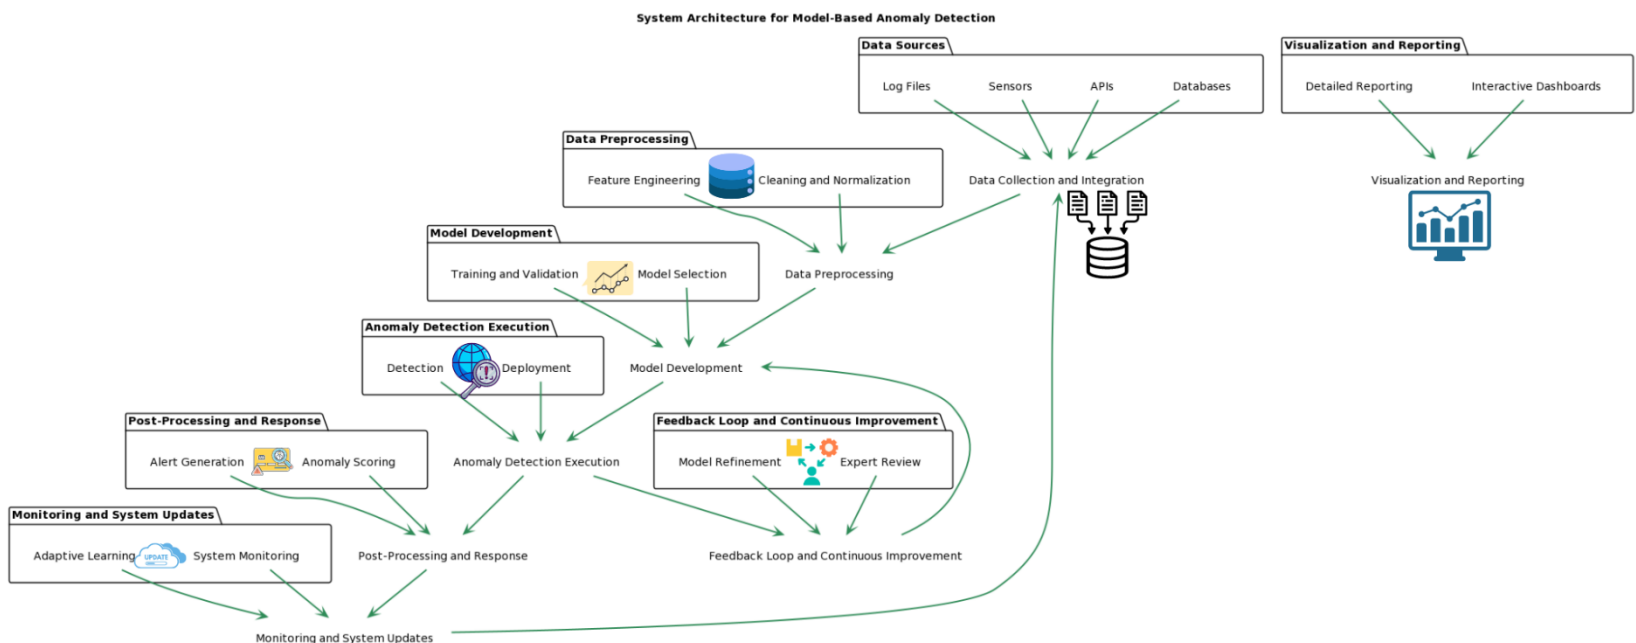 System Architecture for Model-Based Anomaly Detection
Data Sources
Visualization and Reporting
Log Files
Sensors
APIs
Databases
Detailed Reporting
Interactive Dashboards
Data Preprocessing
Feature Engineering
Cleaning and Normalization
Data Collection and Integration
Visualization and Reporting
Model Development
Training and Validation
Model Selection
Data Preprocessing
Anomaly Detection Execution
Detection
Deployment
Model Development
Post-Processing and Response
Feedback Loop and Continuous Improvement
Alert Generation
Anomaly Scoring
Anomaly Detection Execution
Model Refinement
Expert Review
Monitoring and System Updates
Adaptive Learning
UPDATE
System Monitoring
Post-Processing and Response
Feedback Loop and Continuous Improvement
Monitoring and System Updates